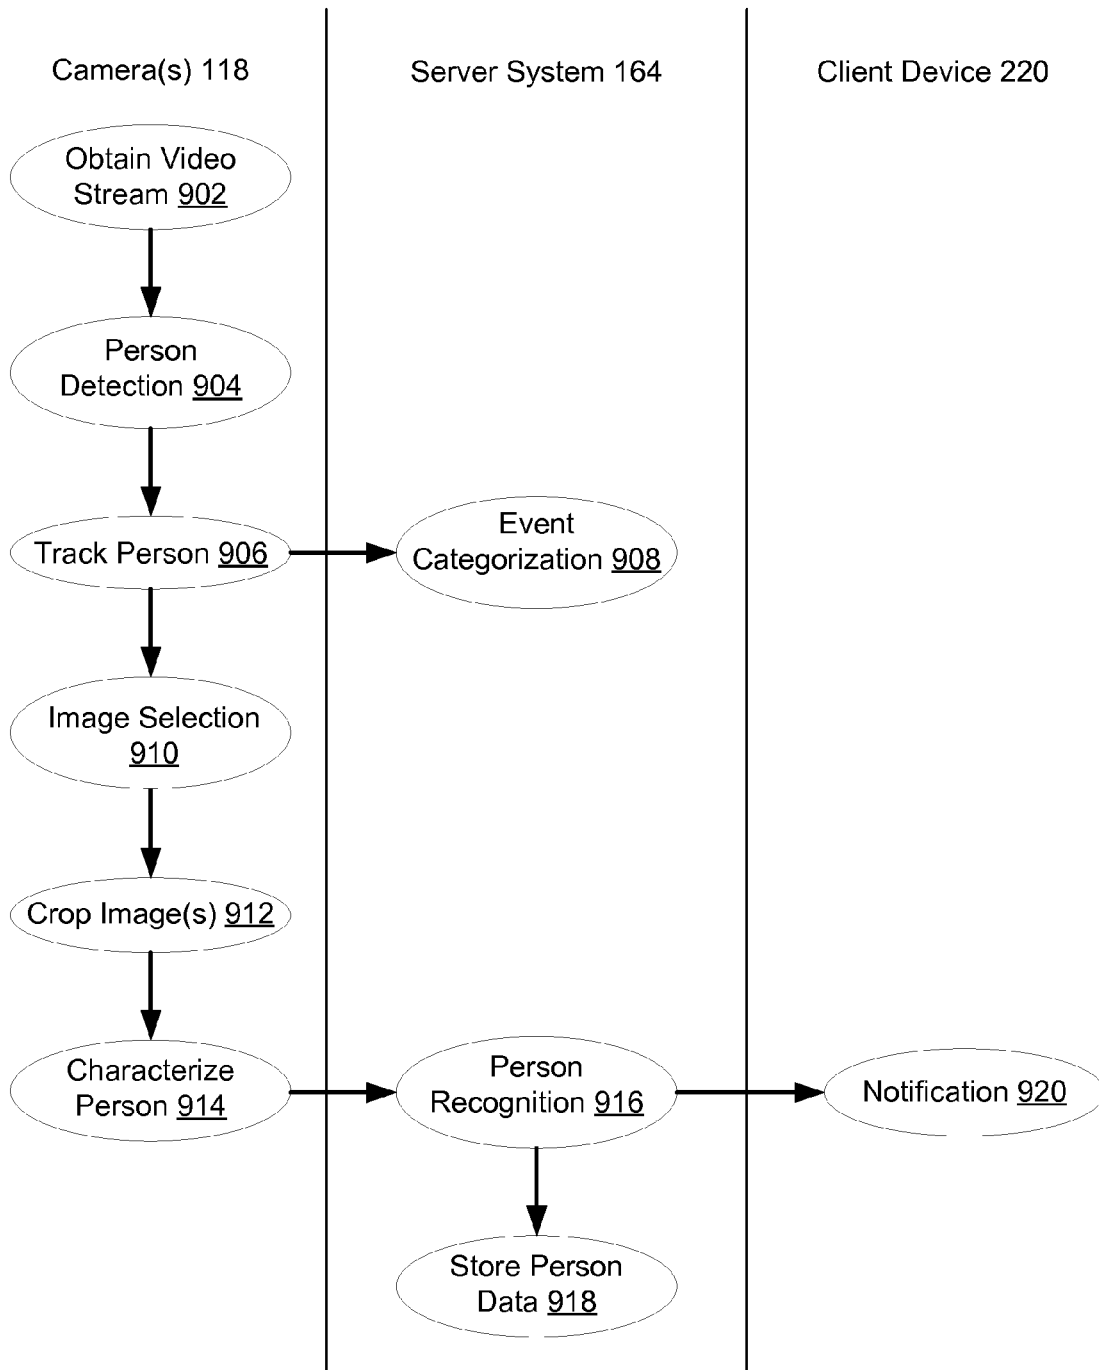 Camera(s) 118
Server System 164
Client Device 220
Obtain Video
Stream 902
Person
Detection 904
Track Person 906
Event
Categorization 908
Image Selection
910
Crop Image(s) 912
Characterize
Person 914
Person
Recognition 916
Notification 920
Store Person
Data 918